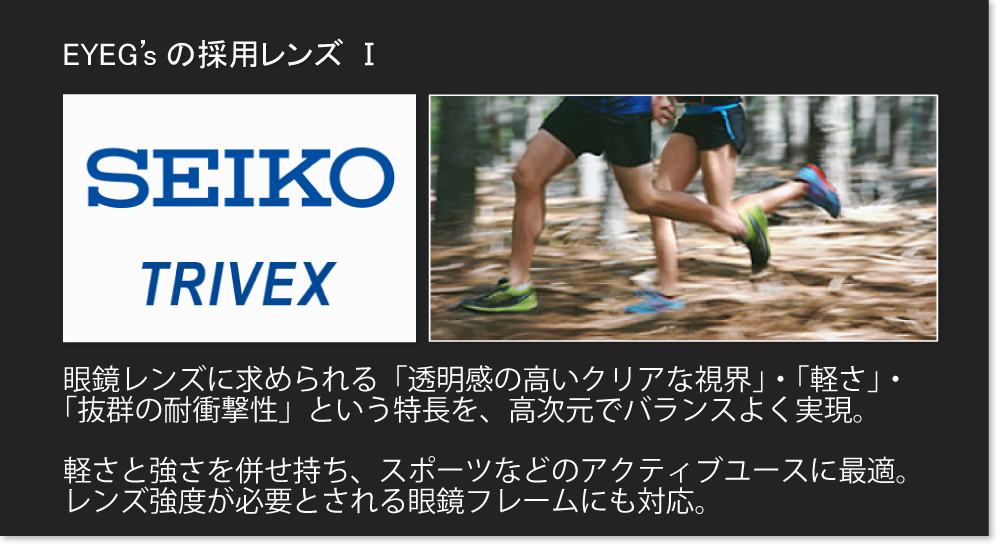 EYEG's の採用レンズ Ⅰ
SEIKO
TRIVEX
眼鏡レンズに求められる「透明感の高いクリアな視界」・「軽さ」・
「抜群の耐衝撃性」という特長を、高次元でバランスよく実現。
軽さと強さを併せ持ち、スポーツなどのアクティブユースに最適。
レンズ強度が必要とされる眼鏡フレームにも対応。